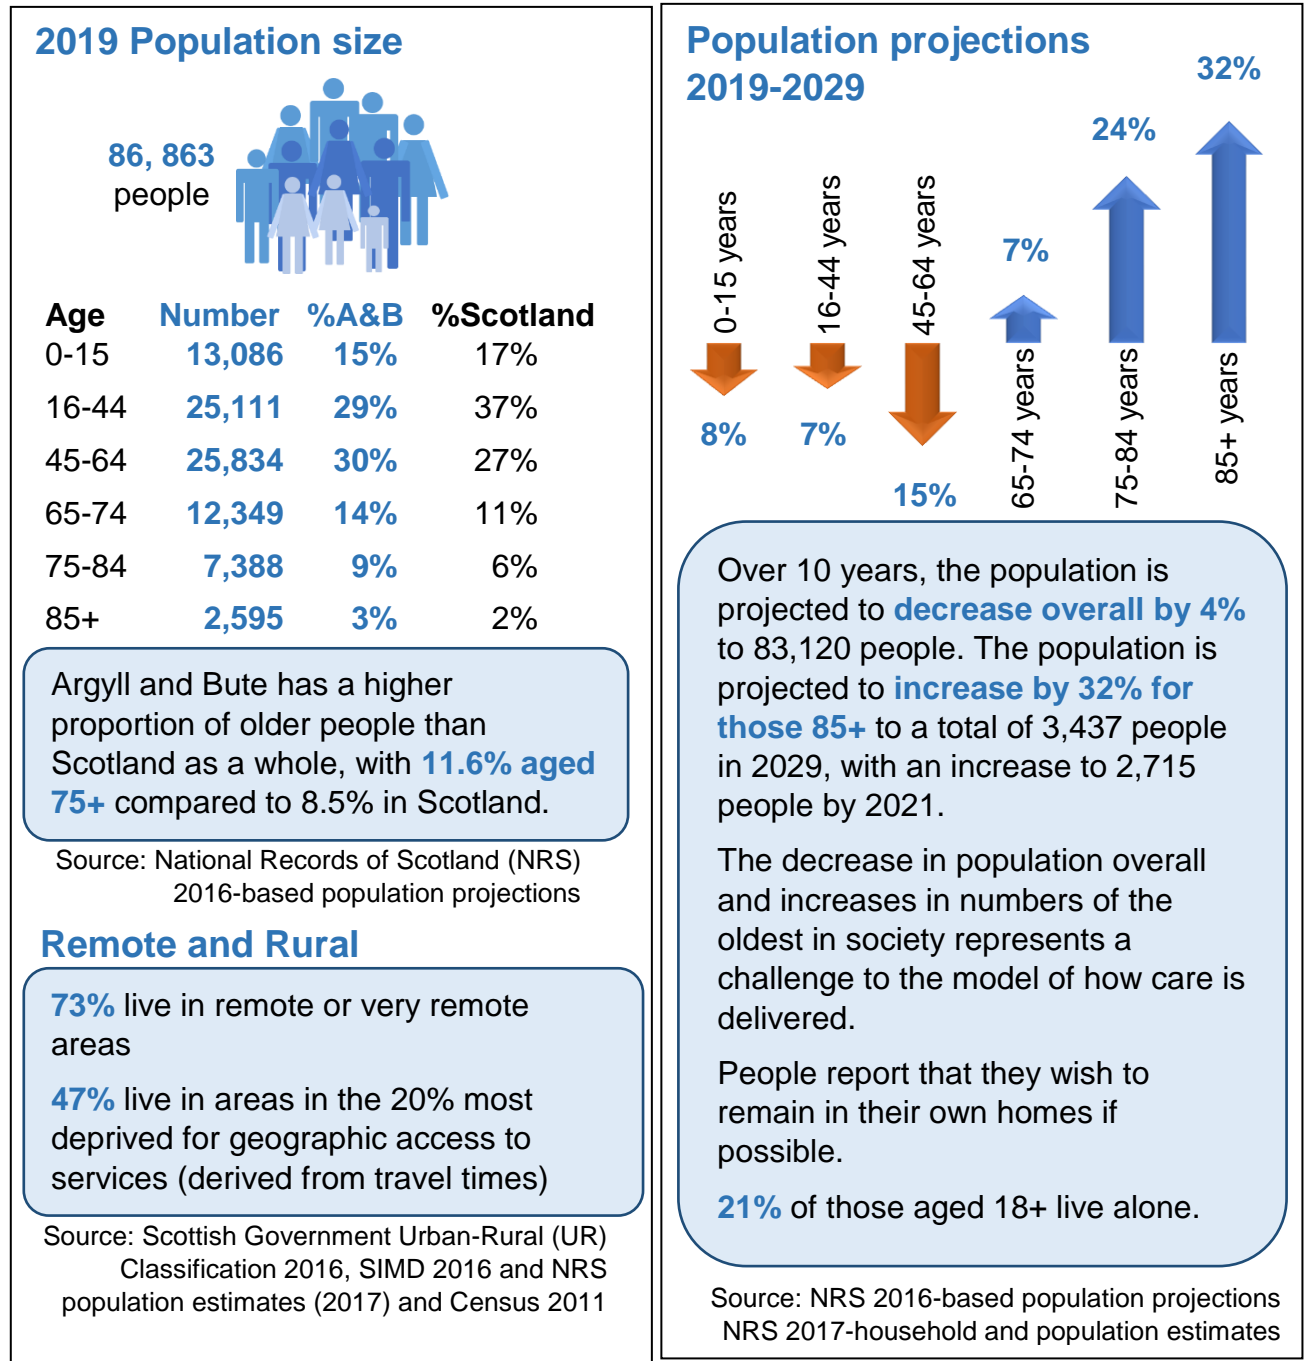 2019 Population size
86, 863
people
Age Number %A&B %Scotland
0-15 13,086 15% 17%
16-44 25,111 29% 37%
45-64 25,834 30% 27%
65-74 12,349 14% 11%
75-84 7,388 9% 6%
85+ 2,595 3% 2%
Argyll and Bute has a higher
proportion of older people than
Scotland as a whole, with 11.6% aged
75+ compared to 8.5% in Scotland.
Source: National Records of Scotland (NRS)
2016-based population projections
Remote and Rural
73% live in remote or very remote
areas
47% live in areas in the 20% most
deprived for geographic access to
services (derived from travel times)
Source: Scottish Government Urban-Rural (UR)
Classification 2016, SIMD 2016 and NRS
population estimates (2017) and Census 2011
Population projections
2019-2029
0-15 years
8%
16-44 years
7%
45-64 years
15%
7%
65-74 years
24%
75-84 years
32%
85+ years
Over 10 years, the population is
projected to decrease overall by 4%
to 83,120 people. The population is
projected to increase by 32% for
those 85+ to a total of 3,437 people
in 2029, with an increase to 2,715
people by 2021.
The decrease in population overall
and increases in numbers of the
oldest in society represents a
challenge to the model of how care is
delivered.
People report that they wish to
remain in their own homes if
possible.
21% of those aged 18+ live alone.
Source: NRS 2016-based population projections
NRS 2017-household and population estimates